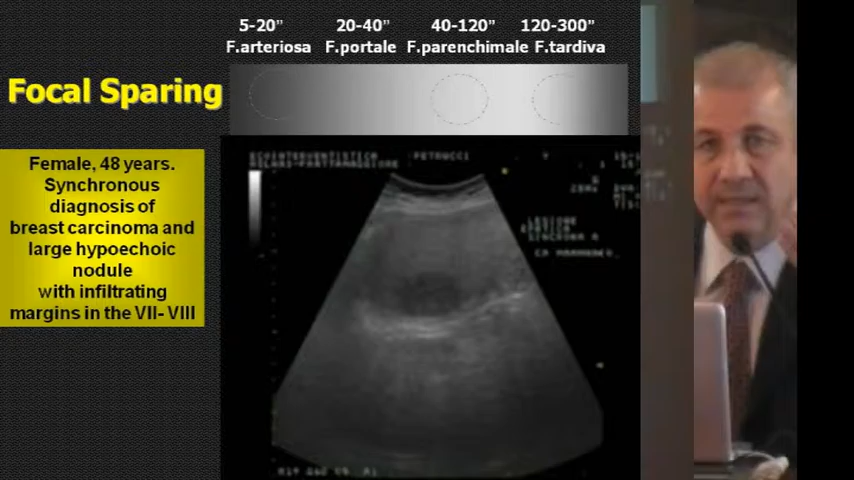 5-20" 20-40" 40-120" 120-300"
F.arteriosa F.portale F.parenchimale F.tardiva
Focal Sparing
Female, 48 years.
Synchronous
diagnosis of
breast carcinoma and
large hypoechoic
nodule
with infiltrating
margins in the VII- VIII
PETRUCCI
LESIONE